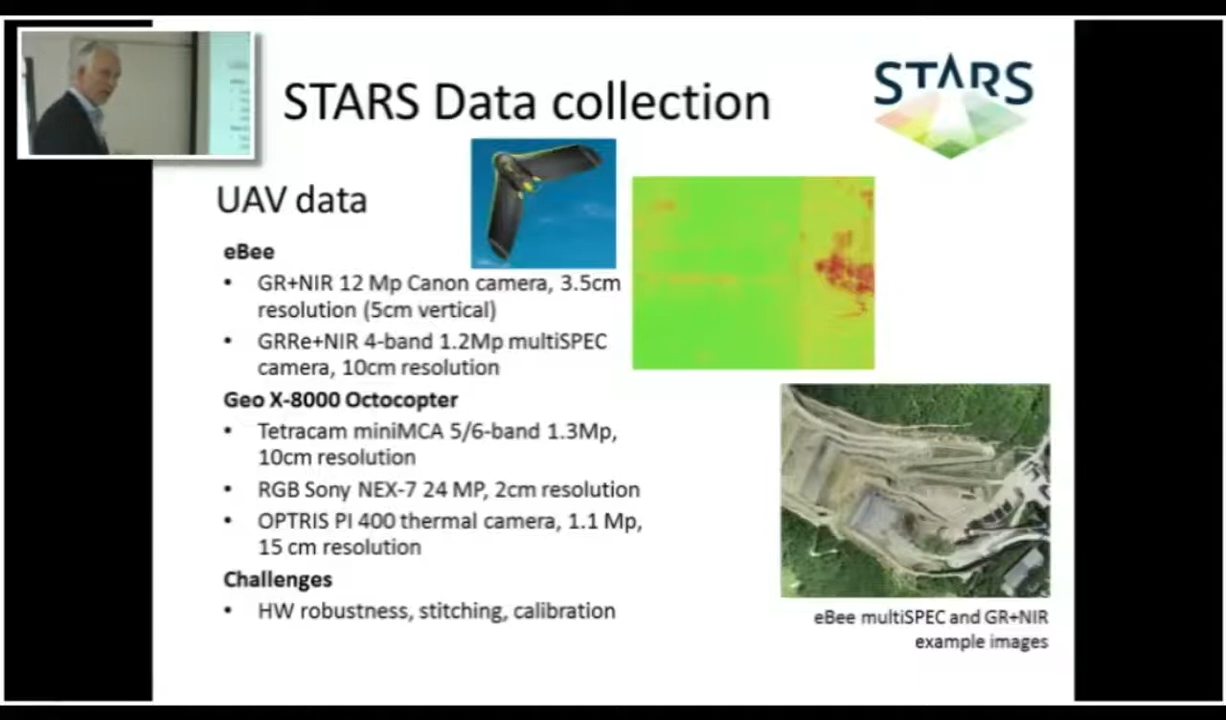 STARS Data collection
STARS
UAV data
eBee
• GR+NIR 12 Mp Canon camera, 3.5cm
resolution (5cm vertical)
• GRRe+NIR 4-band 1.2Mp multiSPEC
camera, 10cm resolution
Geo X-8000 Octocopter
• Tetracam miniMCA 5/6-band 1.3Mp,
10cm resolution
• RGB Sony NEX-7 24 MP, 2cm resolution
• OPTRIS PI 400 thermal camera, 1.1 Mp,
15 cm resolution
Challenges
• HW robustness, stitching, calibration
eBee multiSPEC and GR+NIR
example images